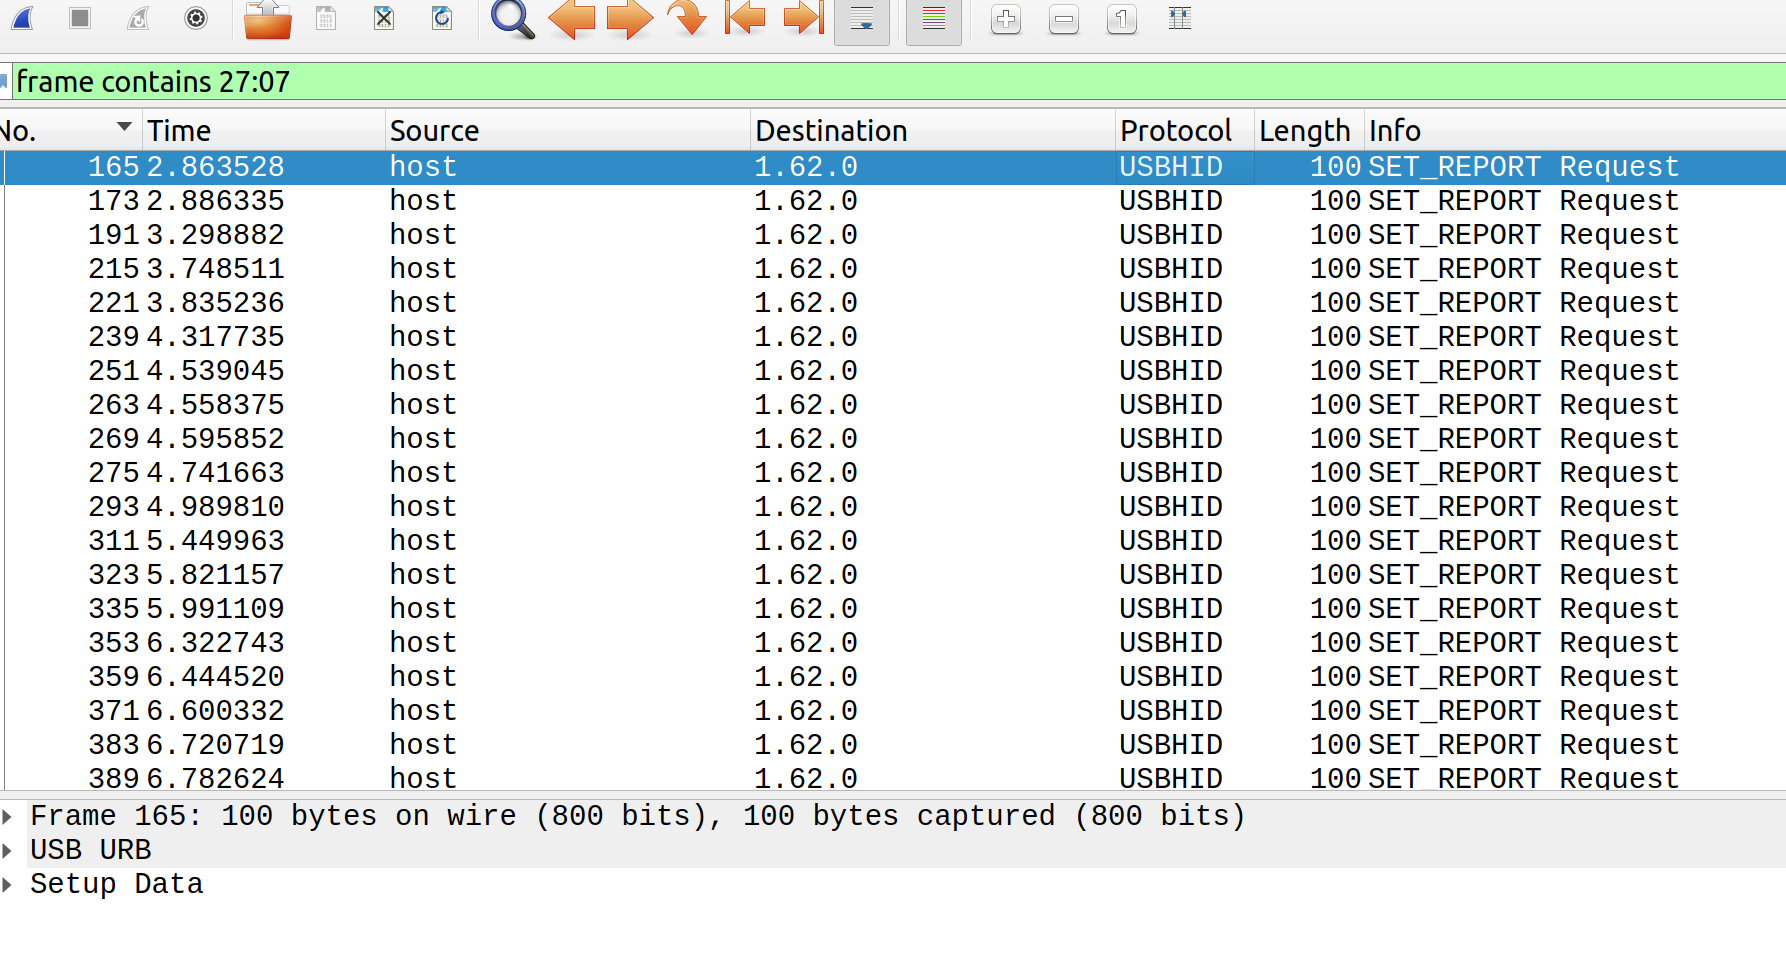 frame contains 27:07
No. Time Source Destination Protocol Length Info
165 2.863528 host 1.62.0 USBHID 100 SET_REPORT Request
173 2.886335 host 1.62.0 USBHID 100 SET_REPORT Request
191 3.298882 host 1.62.0 USBHID 100 SET_REPORT Request
215 3.748511 host 1.62.0 USBHID 100 SET_REPORT Request
221 3.835236 host 1.62.0 USBHID 100 SET_REPORT Request
239 4.317735 host 1.62.0 USBHID 100 SET_REPORT Request
251 4.539045 host 1.62.0 USBHID 100 SET_REPORT Request
263 4.558375 host 1.62.0 USBHID 100 SET_REPORT Request
269 4.595852 host 1.62.0 USBHID 100 SET_REPORT Request
275 4.741663 host 1.62.0 USBHID 100 SET_REPORT Request
293 4.989810 host 1.62.0 USBHID 100 SET_REPORT Request
311 5.449963 host 1.62.0 USBHID 100 SET_REPORT Request
323 5.821157 host 1.62.0 USBHID 100 SET_REPORT Request
335 5.991109 host 1.62.0 USBHID 100 SET_REPORT Request
353 6.322743 host 1.62.0 USBHID 100 SET_REPORT Request
359 6.444520 host 1.62.0 USBHID 100 SET_REPORT Request
371 6.600332 host 1.62.0 USBHID 100 SET_REPORT Request
383 6.720719 host 1.62.0 USBHID 100 SET_REPORT Request
389 6.782624 host 1.62.0 USBHID 100 SET_REPORT Request
Frame 165: 100 bytes on wire (800 bits), 100 bytes captured (800 bits)
USB URB
Setup Data